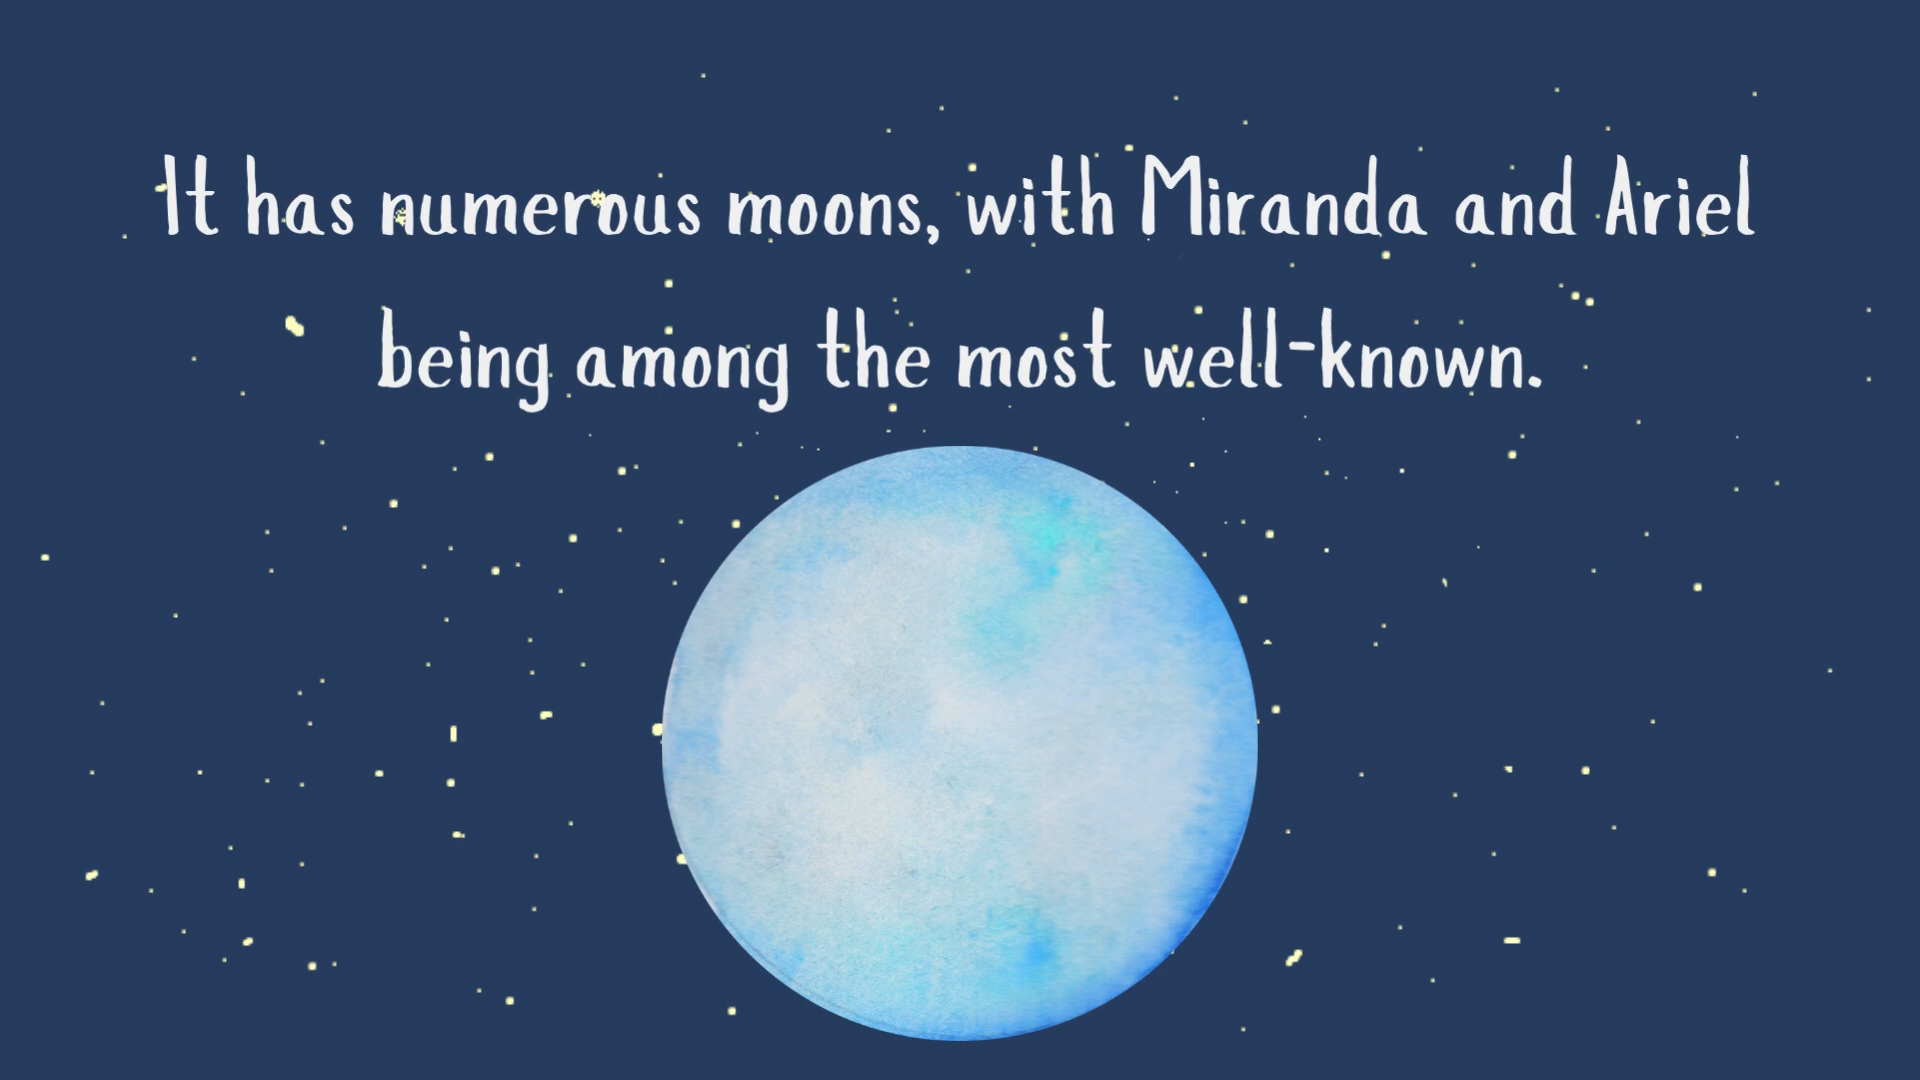 It has numerous moons, with Miranda and Ariel
being among the most well-known.